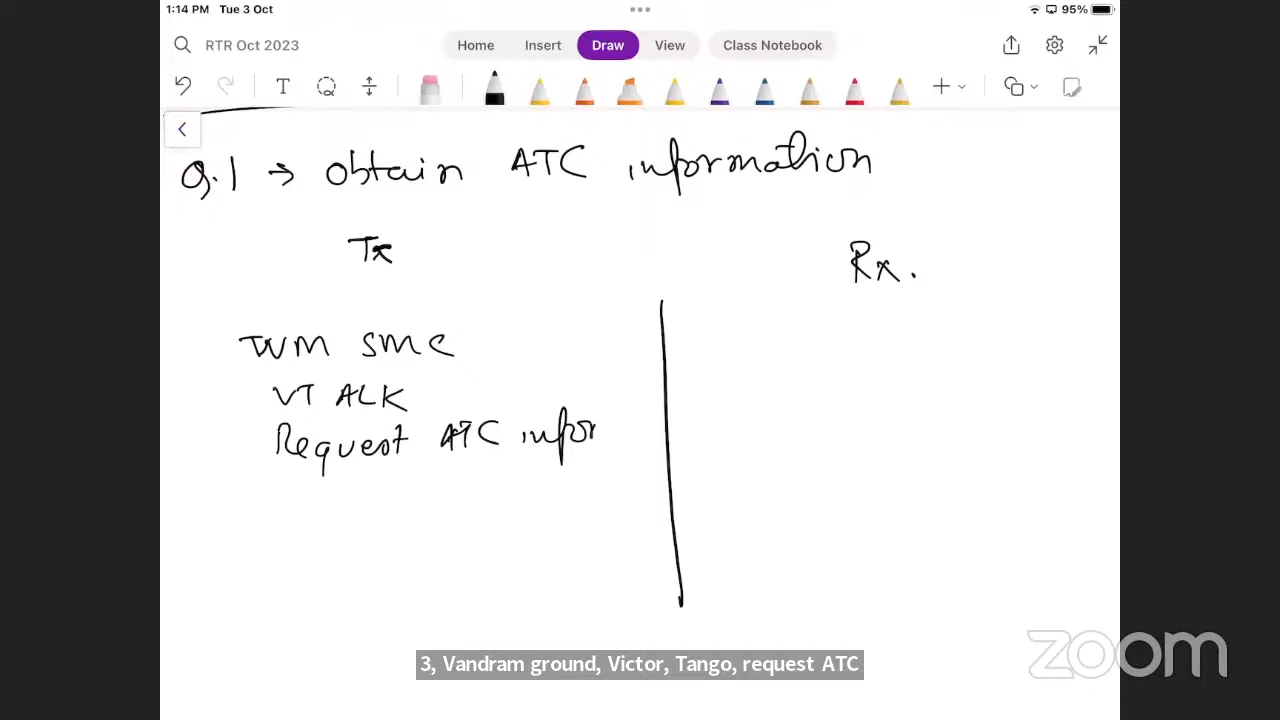 1:14 PM Tue 3 Oct
95%
RTR Oct 2023
Home Insert Draw View Class Notebook
T
Q.1 → Obtain ATC information
Tx
Rx.
TVM SMC
VT ALK
Request ATC infor
3, Vandram ground, Victor, Tango, request ATC
zoom